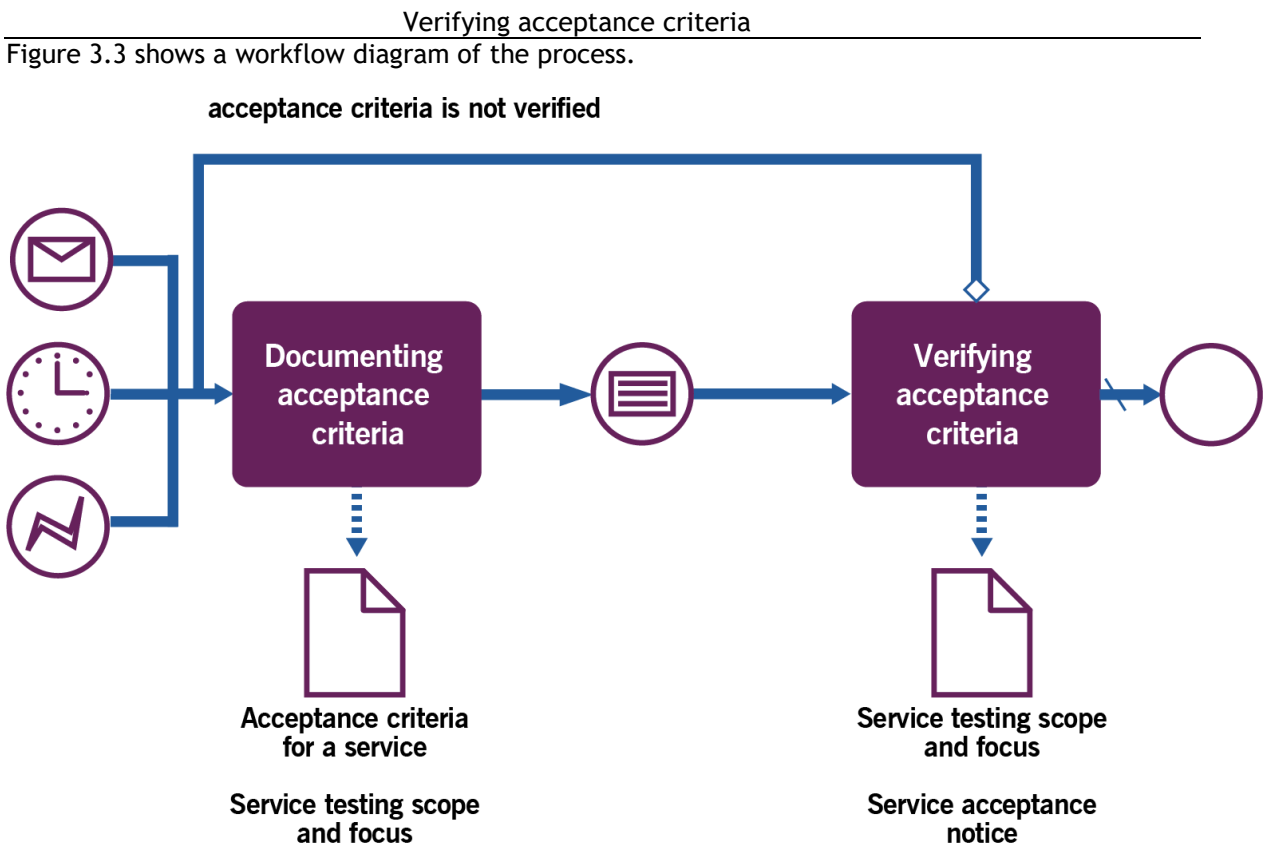 Verifying acceptance criteria
Figure 3.3 shows a workflow diagram of the process.
acceptance criteria is not verified
Documenting
acceptance
criteria
Verifying
acceptance
criteria
Acceptance criteria
for a service
Service testing scope
and focus
Service testing scope
and focus
Service acceptance
notice